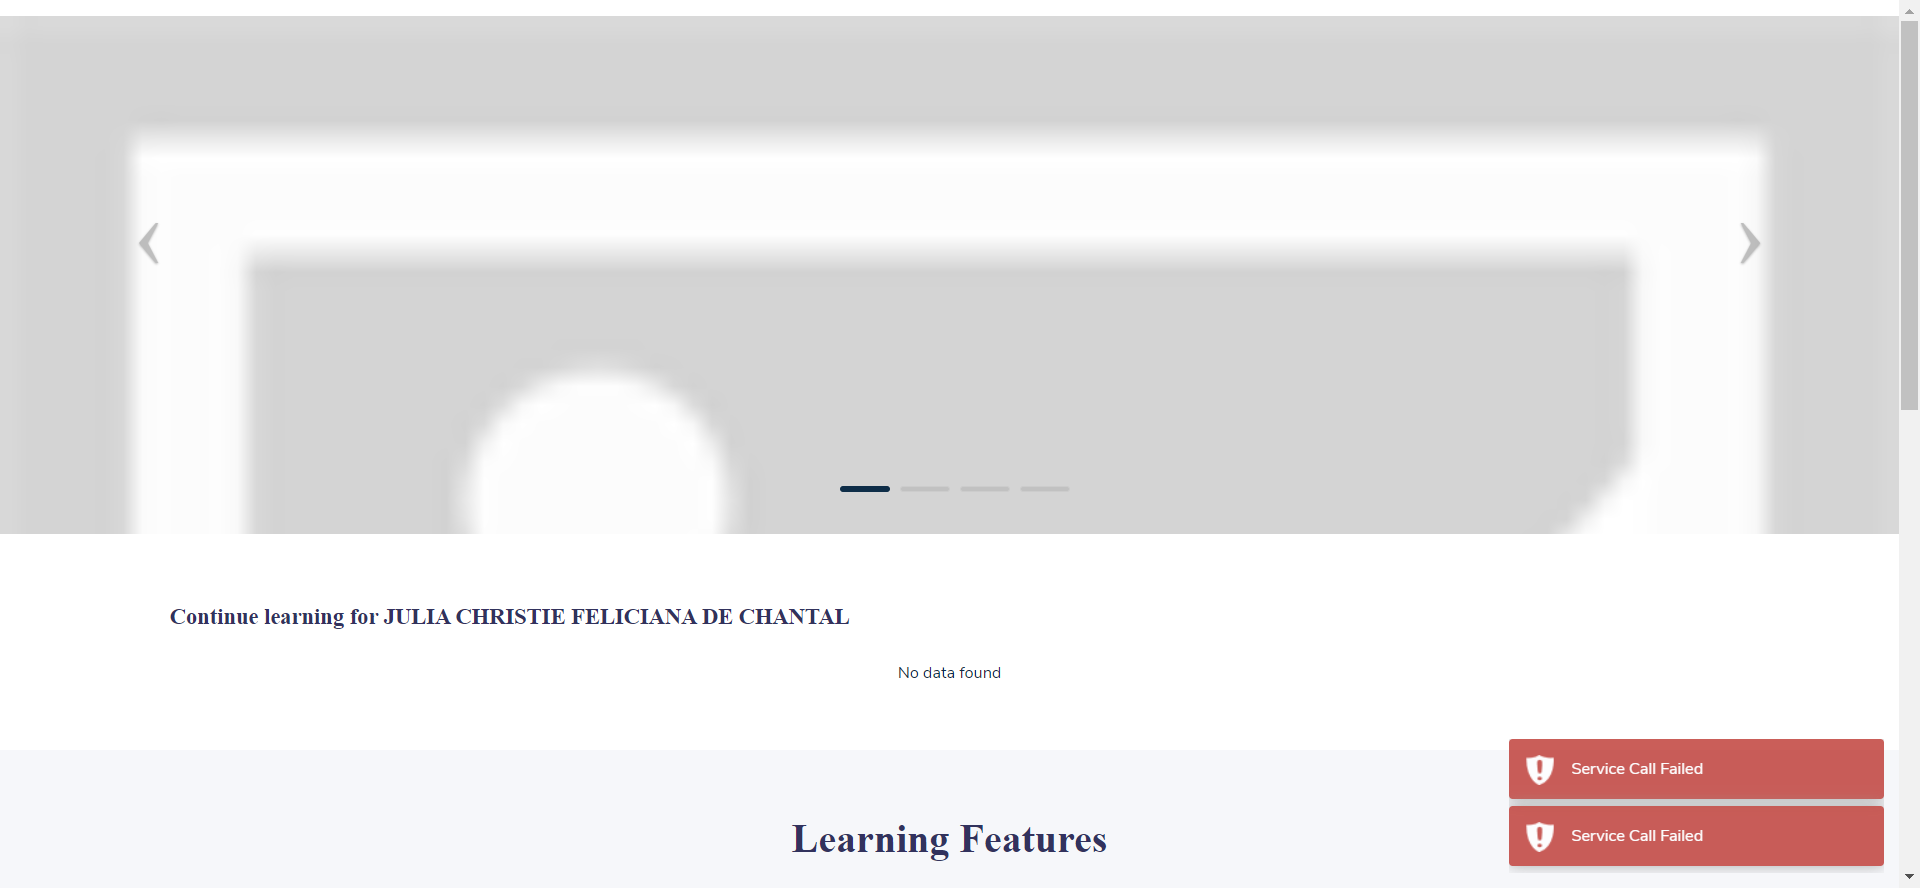 Continue learning for JULIA CHRISTIE FELICIANA DE CHANTAL
No data found
Service Call Failed
Service Call Failed
Learning Features